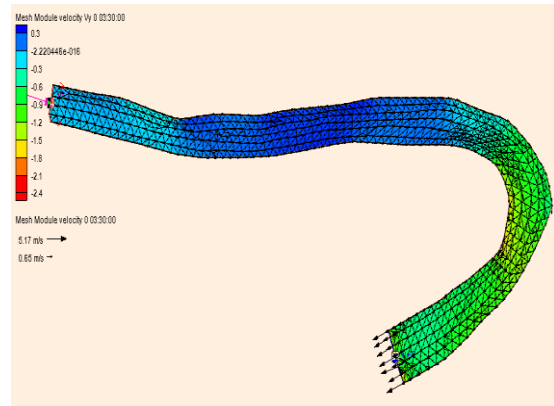 Mesh Module velocity Vy 0 03:30:00
0.3
-2.220446e-016
-0.3
-0.6
-0.9
-1.2
-1.5
-1.8
-2.1
-2.4
Mesh Module velocity 0 03:30:00
5.17 m/s
0.65 m/s